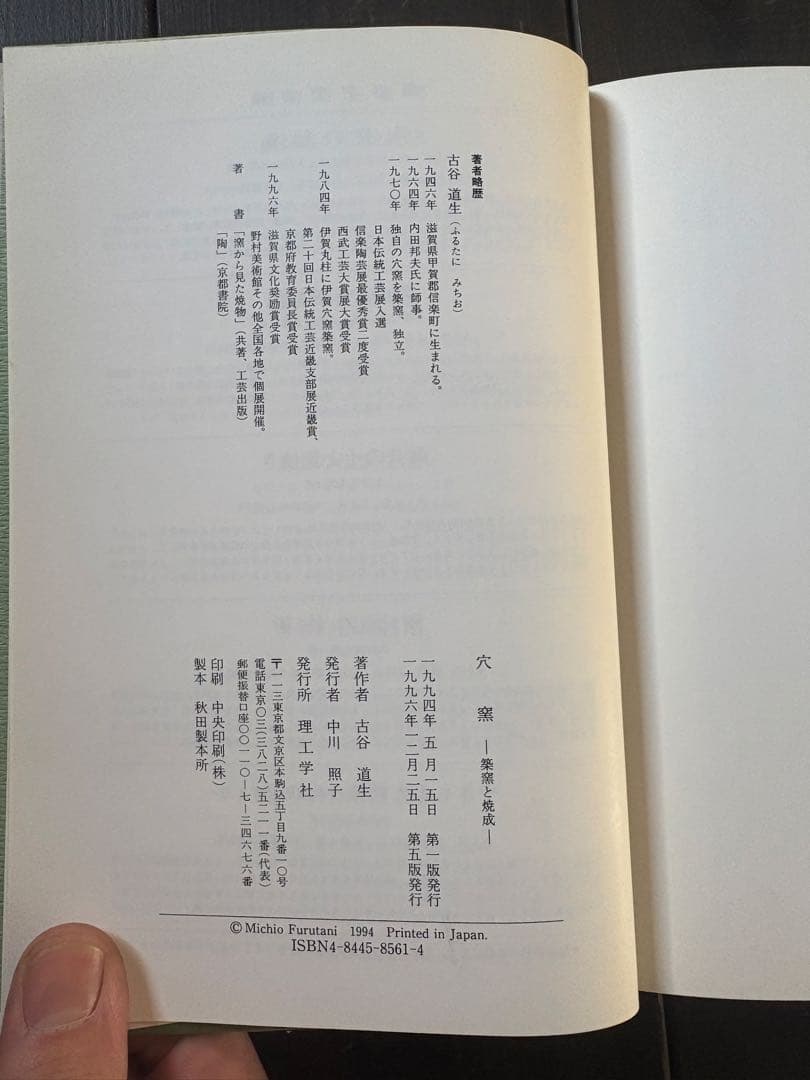 著者略歴
古谷 道生(ふるたに みちお)
一九四六年 滋賀県甲賀郡信楽町に生まれる。
一九六四年 内田邦夫氏に師事。
一九七〇年 独自の穴窯を築窯、独立。
日本伝統工芸展入選
信楽陶芸展最優秀賞二度受賞
西武工芸大賞展大賞受賞
一九八四年 伊賀丸柱に伊賀穴窯築窯。
第二十回日本伝統工芸近畿支部展近畿賞、
京都府教育委員長賞受賞
一九九六年 滋賀県文化奨励賞受賞
野村美術館その他全国各地で個展開催。
著 書 「窯から見た焼物」(共著、工芸出版)
「陶」(京都書院)
穴 窯 ―築窯と焼成―
一九九四年 五 月一五日 第一版発行
一九九六年一二月二五日 第五版発行
著作者 古谷 道生
発行者 中川 照子
発行所 理工学社
〒一一三東京都文京区本駒込五丁目九番一〇号
電話東京〇三(三八二八)五二一一番(代表)
郵便振替口座〇〇一一〇―七―三四六七六番
印刷 中央印刷(株)
製本 秋田製本所
© Michio Furutani 1994 Printed in Japan.
ISBN4-8445-8561-4